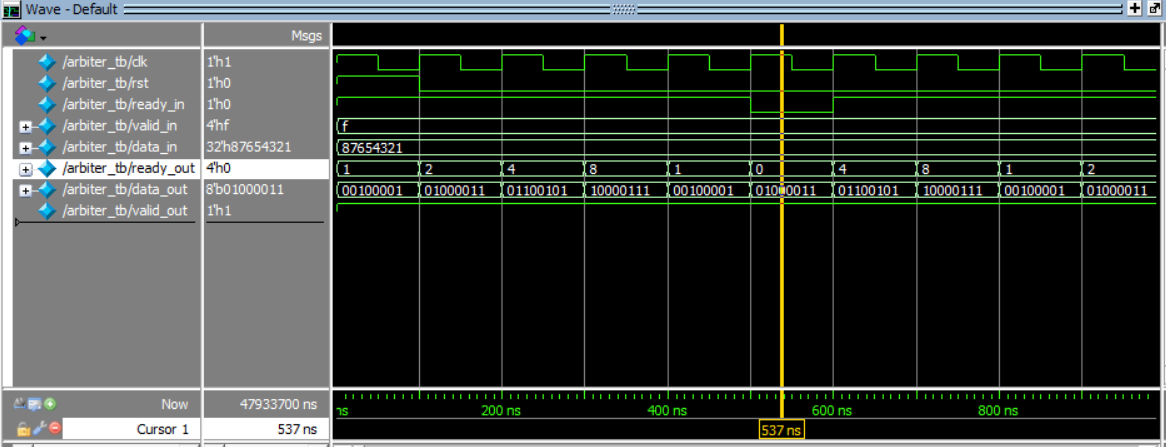 Wave - Default
Msgs
/arbiter_tb/clk 1'h1
/arbiter_tb/rst 1'h0
/arbiter_tb/ready_in 1'h0
/arbiter_tb/valid_in 4'hf f
/arbiter_tb/data_in 32'h87654321 87654321
/arbiter_tb/ready_out 4'h0 1 2 4 8 1 0 4 8 1 2
/arbiter_tb/data_out 8'b01000011 00100001 01000011 01100101 10000111 00100001 01000011 01100101 10000111 00100001 01000011
/arbiter_tb/valid_out 1'h1
Now 47933700 ns ns 200 ns 400 ns 600 ns 800 ns
Cursor 1 537 ns 537 ns